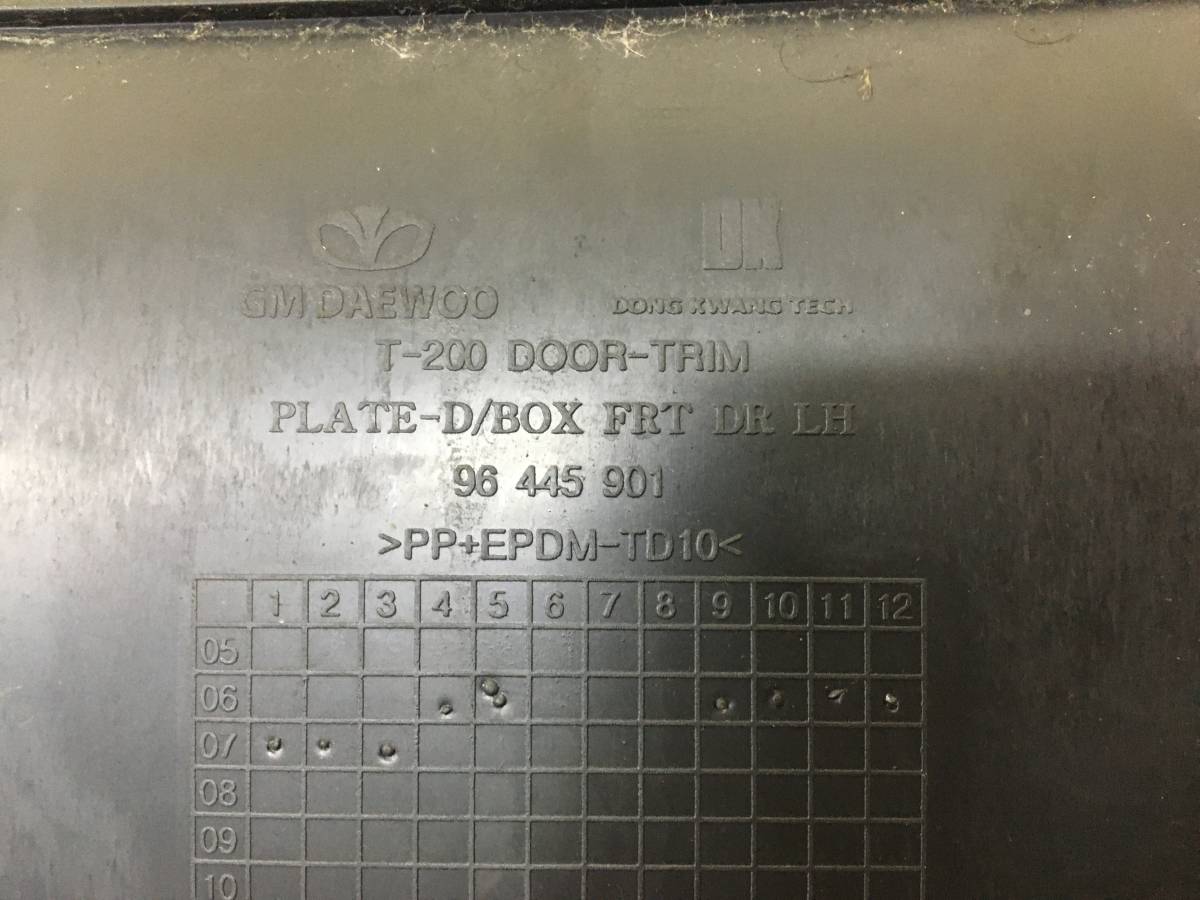 DK
GM DAEWOO DONG KWANG TECH
T-200 DOOR-TRIM
PLATE-D/BOX FRT DR LH
96 445 901
>PP+EPDM-TD10<
1 2 3 4 5 6 7 8 9 10 11 12
05
06
07
08
09
10